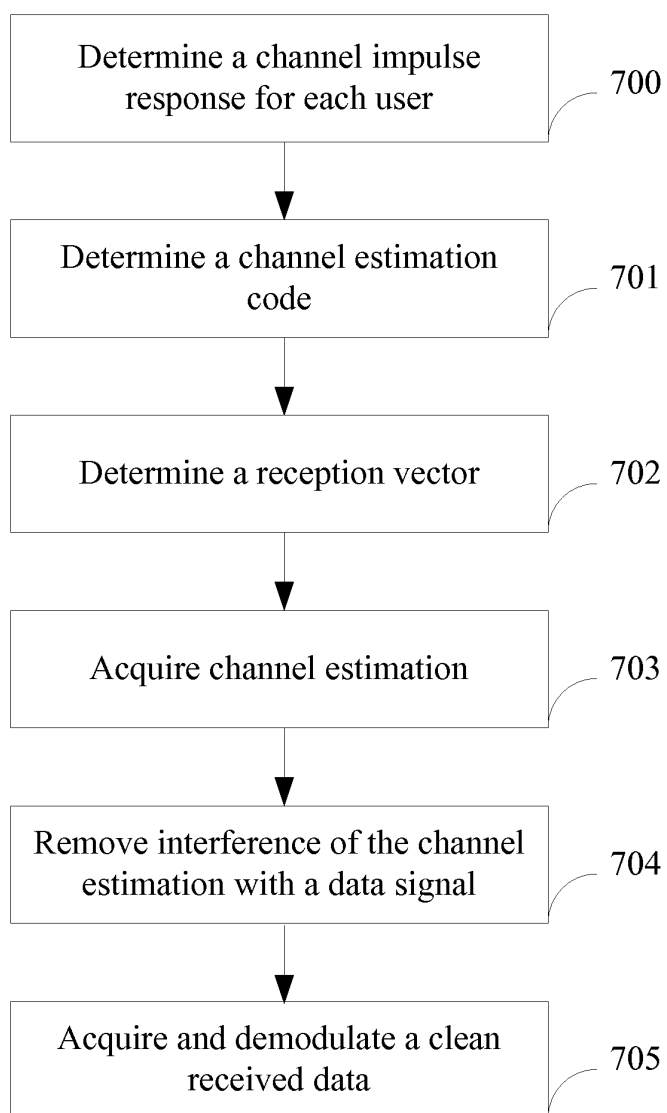 Determine a channel impulse
response for each user
700
Determine a channel estimation
code
701
Determine a reception vector
702
Acquire channel estimation
703
Remove interference of the channel
estimation with a data signal
704
Acquire and demodulate a clean
received data
705